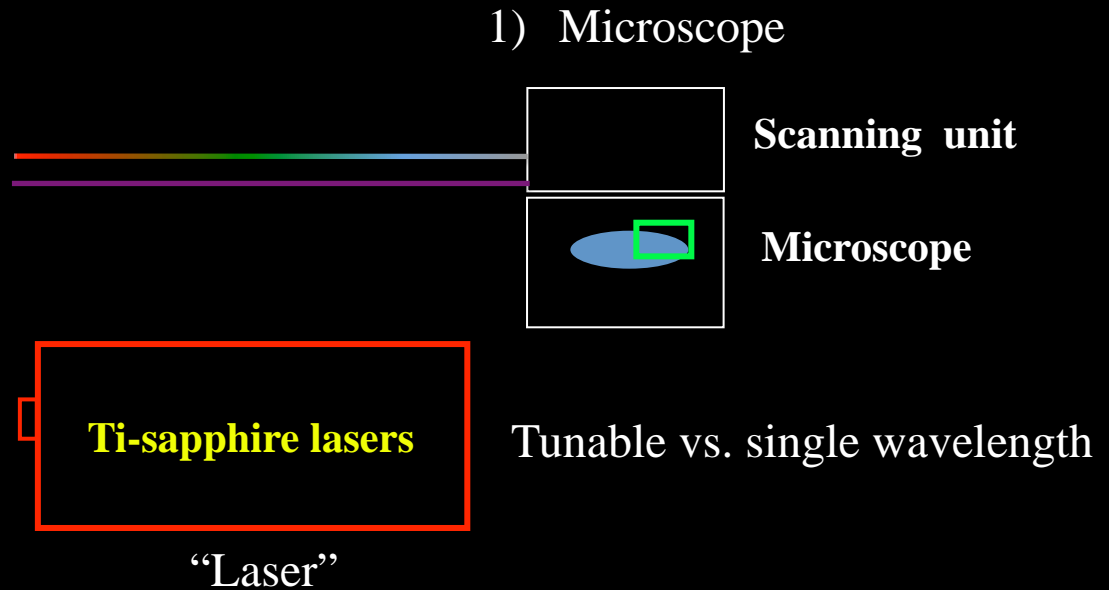 1) Microscope
Scanning unit
Microscope
Ti-sapphire lasers
Tunable vs. single wavelength
“Laser”